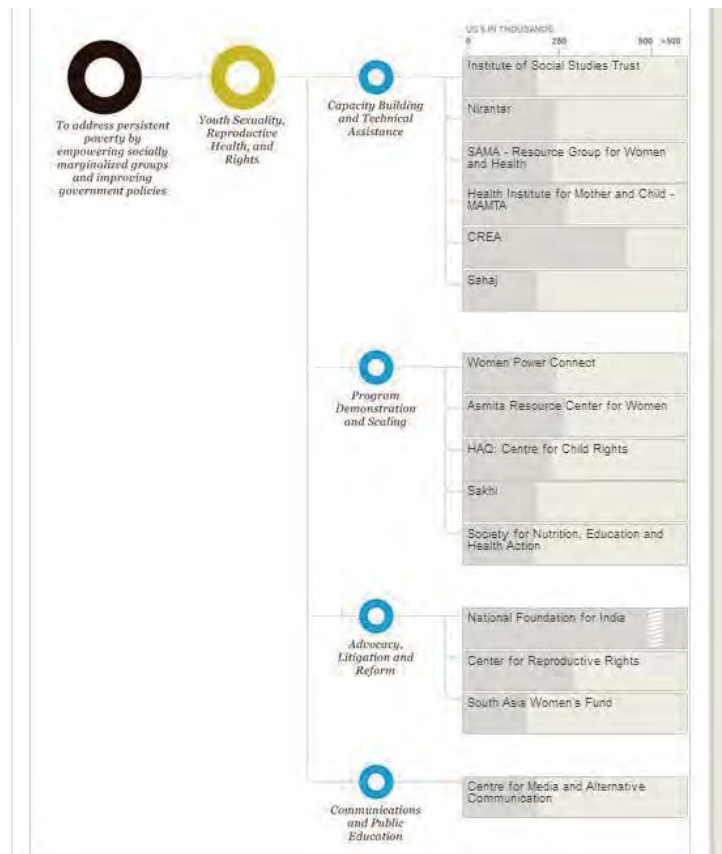 US $ IN THOUSANDS
0 250 500 >500
To address persistent
poverty by
empowering socially
marginalized groups
and improving
government policies
Youth Sexuality,
Reproductive
Health, and
Rights
Capacity Building
and Technical
Assistance
Institute of Social Studies Trust
Nirantar
SAMA - Resource Group for Women
and Health
Health Institute for Mother and Child -
MAMTA
CREA
Sahaj
Program
Demonstration
and Scaling
Women Power Connect
Asmita Resource Center for Women
HAQ: Centre for Child Rights
Sakhi
Society for Nutrition, Education and
Health Action
Advocacy,
Litigation and
Reform
National Foundation for India
Center for Reproductive Rights
South Asia Women's Fund
Communications
and Public
Education
Centre for Media and Alternative
Communication